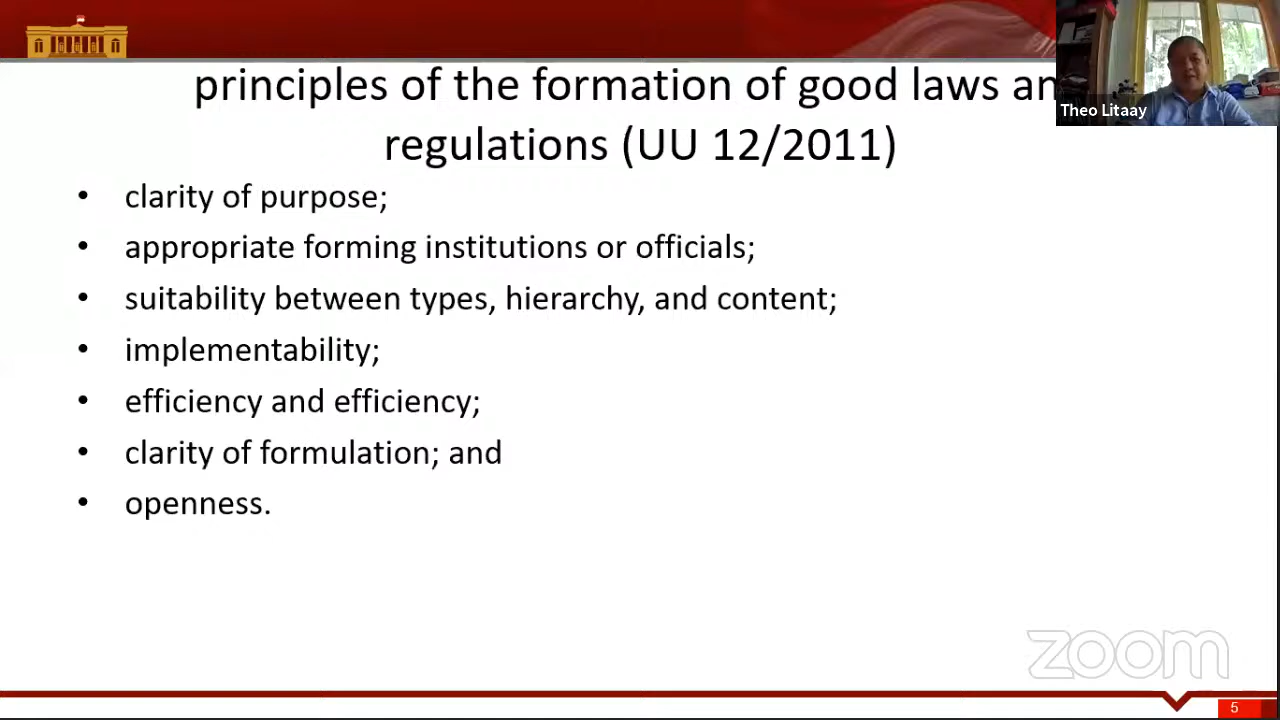 principles of the formation of good laws an
regulations (UU 12/2011)
• clarity of purpose;
• appropriate forming institutions or officials;
• suitability between types, hierarchy, and content;
• implementability;
• efficiency and efficiency;
• clarity of formulation; and
• openness.
Theo Litaay
zoom
5